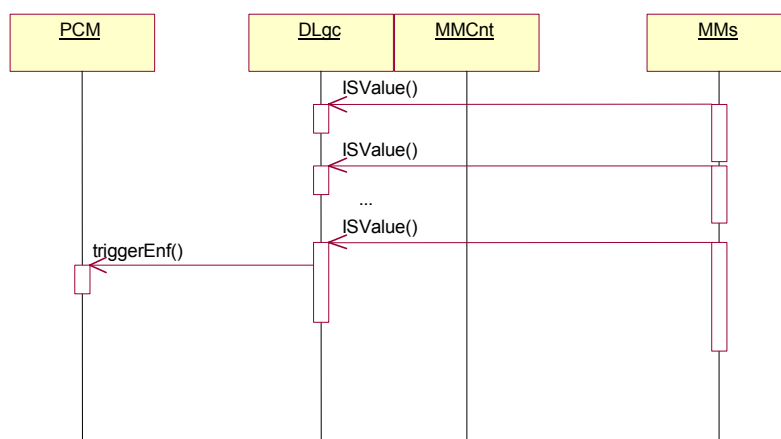 PCM
DLgc
MMCnt
MMs
ISValue()
ISValue()
...
ISValue()
triggerEnf()